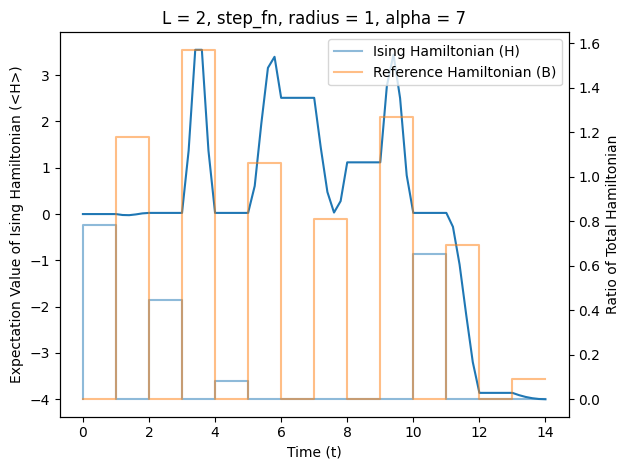 L = 2, step_fn, radius = 1, alpha = 7
Ising Hamiltonian (H)
Reference Hamiltonian (B)
Expectation Value of Ising Hamiltonian (<H>)
3
2
1
0
−1
−2
−3
−4
Ratio of Total Hamiltonian
1.6
1.4
1.2
1.0
0.8
0.6
0.4
0.2
0.0
0 2 4 6 8 10 12 14
Time (t)